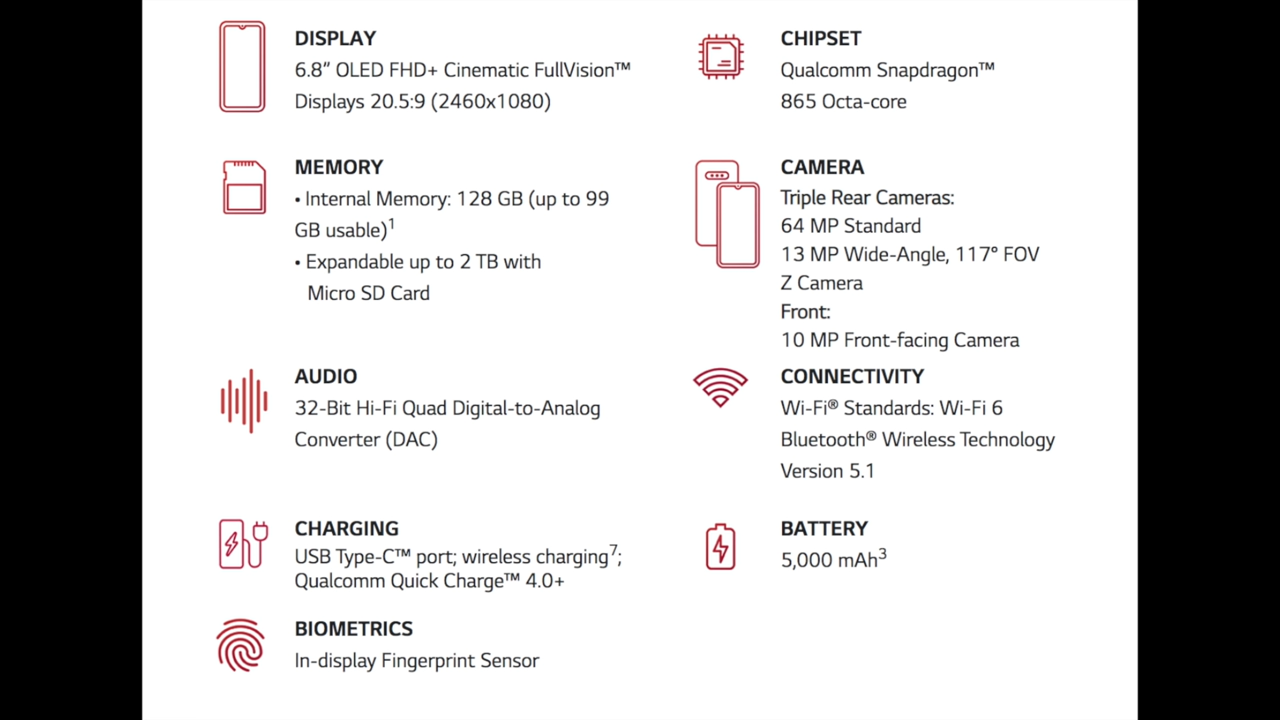 DISPLAY
6.8” OLED FHD+ Cinematic FullVision™
Displays 20.5:9 (2460x1080)
CHIPSET
Qualcomm Snapdragon™
865 Octa-core
MEMORY
• Internal Memory: 128 GB (up to 99
GB usable)¹
• Expandable up to 2 TB with
Micro SD Card
CAMERA
Triple Rear Cameras:
64 MP Standard
13 MP Wide-Angle, 117° FOV
Z Camera
Front:
10 MP Front-facing Camera
AUDIO
32-Bit Hi-Fi Quad Digital-to-Analog
Converter (DAC)
CONNECTIVITY
Wi-Fi® Standards: Wi-Fi 6
Bluetooth® Wireless Technology
Version 5.1
CHARGING
USB Type-C™ port; wireless charging⁷;
Qualcomm Quick Charge™ 4.0+
BATTERY
5,000 mAh³
BIOMETRICS
In-display Fingerprint Sensor